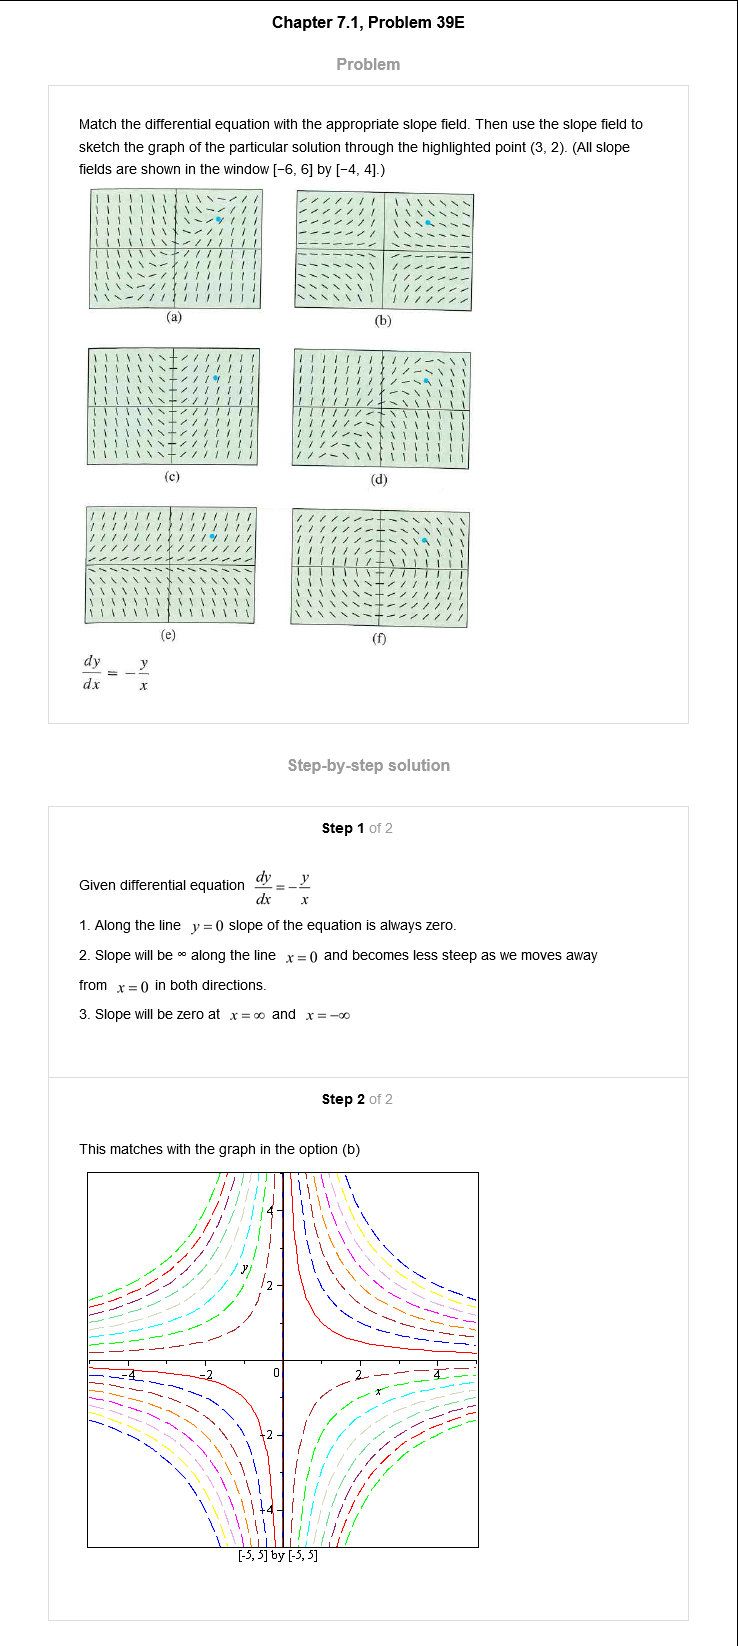 Chapter 7.1, Problem 39E
Problem
Match the differential equation with the appropriate slope field. Then use the slope field to
sketch the graph of the particular solution through the highlighted point (3, 2). (All slope
fields are shown in the window [−6, 6] by [−4, 4].)
(a)
(b)
(c)
(d)
(e)
(f)
dy/dx = − y/x
Step-by-step solution
Step 1 of 2
Given differential equation dy/dx = − y/x
1. Along the line y = 0 slope of the equation is always zero.
2. Slope will be ∞ along the line x = 0 and becomes less steep as we moves away
from x = 0 in both directions.
3. Slope will be zero at x = ∞ and x = −∞
Step 2 of 2
This matches with the graph in the option (b)
4
y
2
−4 −2 0 2 4
x
−2
−4
[-5, 5] by [-5, 5]